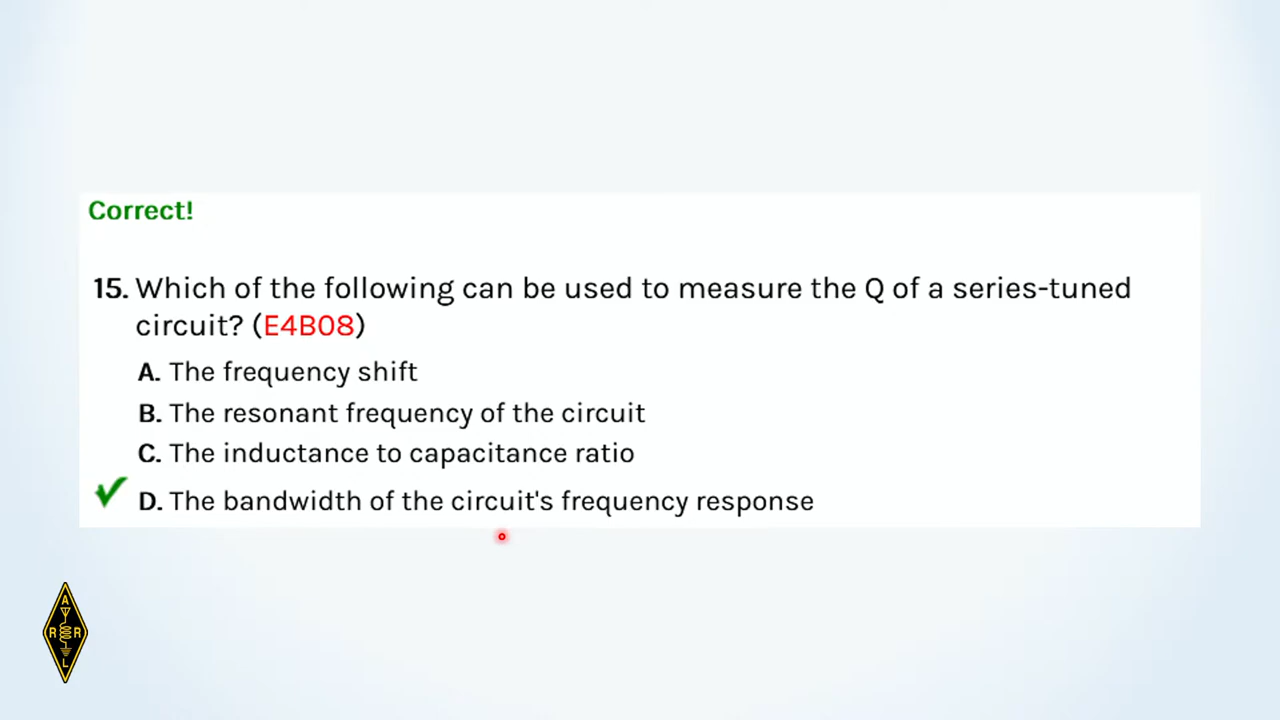 Correct!
15. Which of the following can be used to measure the Q of a series-tuned
circuit? (E4B08)
A. The frequency shift
B. The resonant frequency of the circuit
C. The inductance to capacitance ratio
D. The bandwidth of the circuit's frequency response
A
R R
L